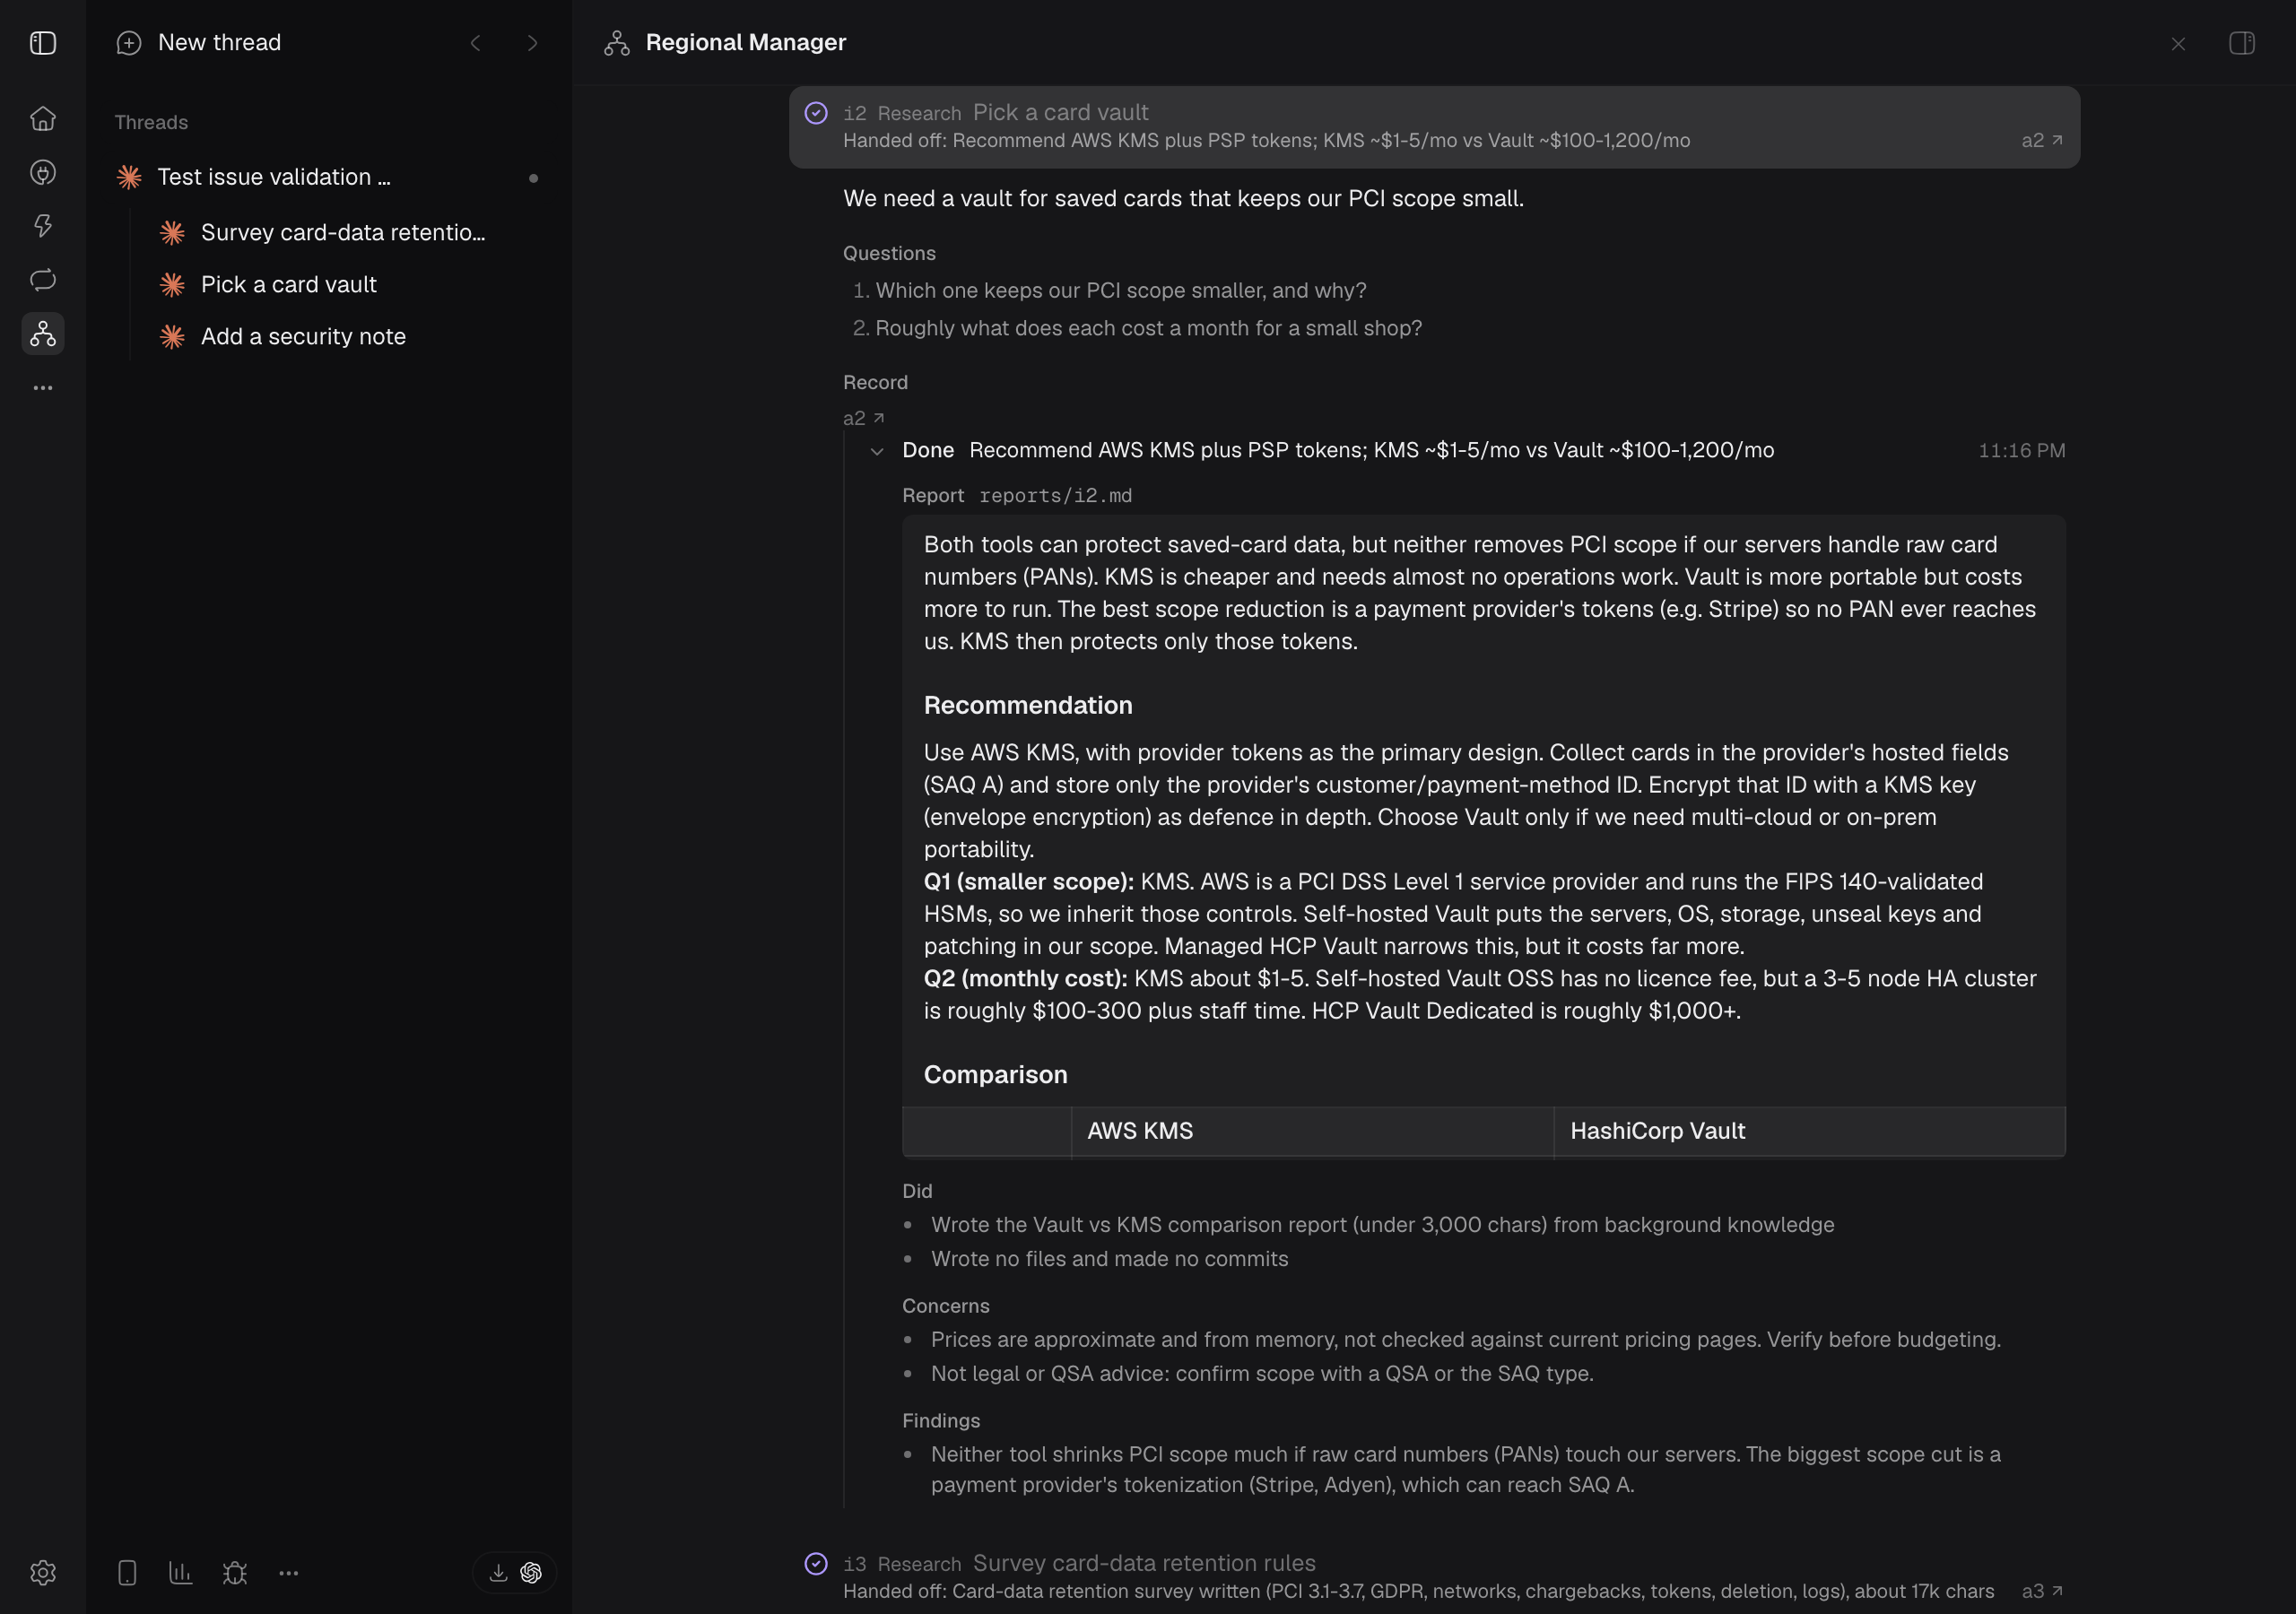 New thread
Threads
Test issue validation ...
Survey card-data retentio...
Pick a card vault
Add a security note
Regional Manager
i2 Research Pick a card vault
Handed off: Recommend AWS KMS plus PSP tokens; KMS ~$1-5/mo vs Vault ~$100-1,200/mo a2 ↗
We need a vault for saved cards that keeps our PCI scope small.
Questions
1. Which one keeps our PCI scope smaller, and why?
2. Roughly what does each cost a month for a small shop?
Record
a2 ↗
Done Recommend AWS KMS plus PSP tokens; KMS ~$1-5/mo vs Vault ~$100-1,200/mo 11:16 PM
Report reports/i2.md
Both tools can protect saved-card data, but neither removes PCI scope if our servers handle raw card
numbers (PANs). KMS is cheaper and needs almost no operations work. Vault is more portable but costs
more to run. The best scope reduction is a payment provider's tokens (e.g. Stripe) so no PAN ever reaches
us. KMS then protects only those tokens.
Recommendation
Use AWS KMS, with provider tokens as the primary design. Collect cards in the provider's hosted fields
(SAQ A) and store only the provider's customer/payment-method ID. Encrypt that ID with a KMS key
(envelope encryption) as defence in depth. Choose Vault only if we need multi-cloud or on-prem
portability.
Q1 (smaller scope): KMS. AWS is a PCI DSS Level 1 service provider and runs the FIPS 140-validated
HSMs, so we inherit those controls. Self-hosted Vault puts the servers, OS, storage, unseal keys and
patching in our scope. Managed HCP Vault narrows this, but it costs far more.
Q2 (monthly cost): KMS about $1-5. Self-hosted Vault OSS has no licence fee, but a 3-5 node HA cluster
is roughly $100-300 plus staff time. HCP Vault Dedicated is roughly $1,000+.
Comparison
AWS KMS HashiCorp Vault
Did
• Wrote the Vault vs KMS comparison report (under 3,000 chars) from background knowledge
• Wrote no files and made no commits
Concerns
• Prices are approximate and from memory, not checked against current pricing pages. Verify before budgeting.
• Not legal or QSA advice: confirm scope with a QSA or the SAQ type.
Findings
• Neither tool shrinks PCI scope much if raw card numbers (PANs) touch our servers. The biggest scope cut is a
payment provider's tokenization (Stripe, Adyen), which can reach SAQ A.
i3 Research Survey card-data retention rules
Handed off: Card-data retention survey written (PCI 3.1-3.7, GDPR, networks, chargebacks, tokens, deletion, logs), about 17k chars a3 ↗